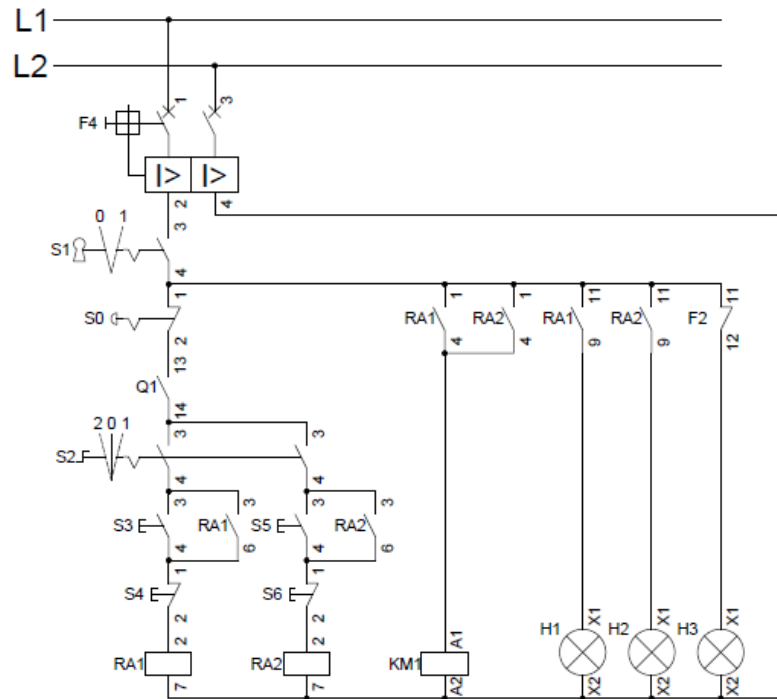 L1
L2
1 3
F4
|> |>
2 4
0 1
3
S1
4
1 1 1 11 11 11
S0 RA1 RA2 RA1 RA2 F2
2 4 4 9 9 12
13
Q1
14
2 0 1
3 3
S2
4 4
3 3 3 3
S3 RA1 S5 RA2
4 6 4 6
1 1
S4 S6
2 2
2 2 A1 X1 X1 X1
RA1 RA2 KM1 H1 H2 H3
7 7 A2 X2 X2 X2